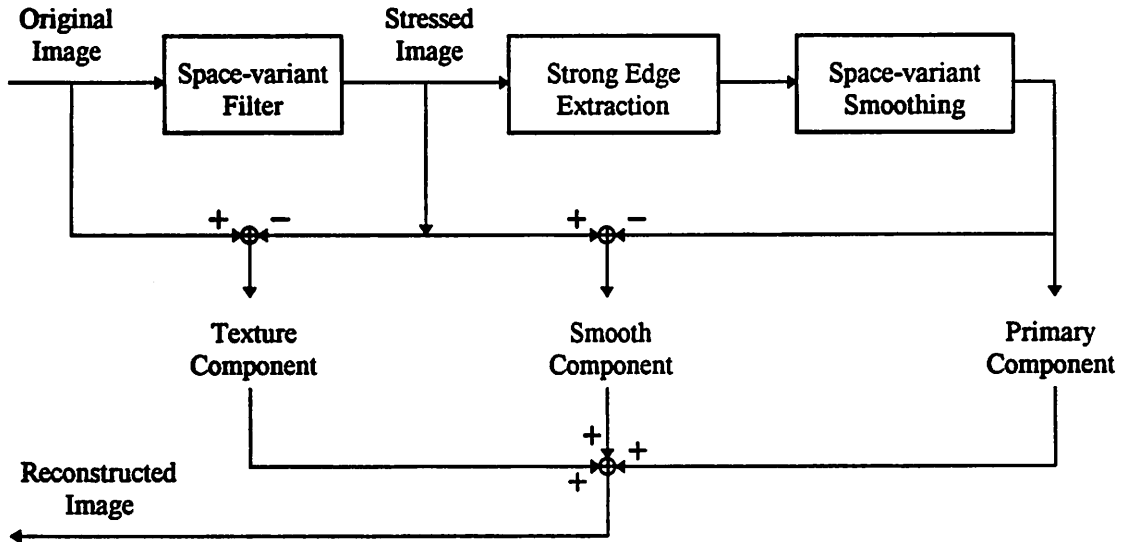 Original
Image
Stressed
Image
Space-variant
Filter
Strong Edge
Extraction
Space-variant
Smoothing
+ −
+ −
Texture
Component
Smooth
Component
Primary
Component
+
+
+
Reconstructed
Image